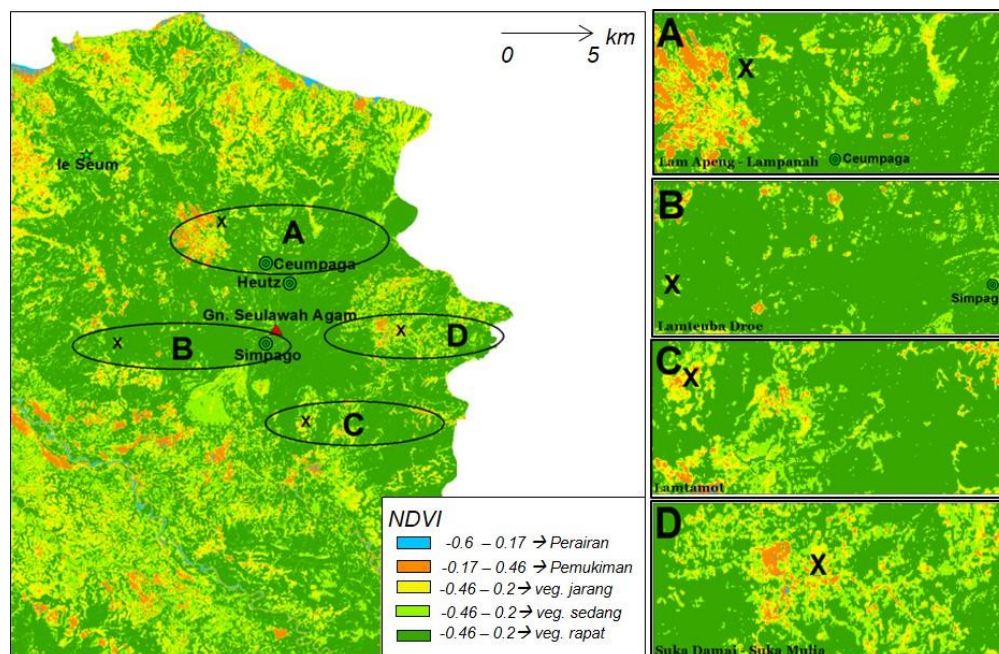 km
0 5
Ie Seum
X
A
Ceumpaga
Heutz
Gn. Seulawah Agam
X
B
Simpago
X
D
X
C
NDVI
-0.6 – 0.17 → Perairan
-0.17 – 0.46 → Pemukiman
-0.46 – 0.2 → veg. jarang
-0.46 – 0.2 → veg. sedang
-0.46 – 0.2 → veg. rapat
A
X
Lam Apeng - Lampanah
Ceumpaga
B
X
Simpag
Lamteuba Droe
C
X
Lamtamot
D
X
Suka Damai - Suka Mulia